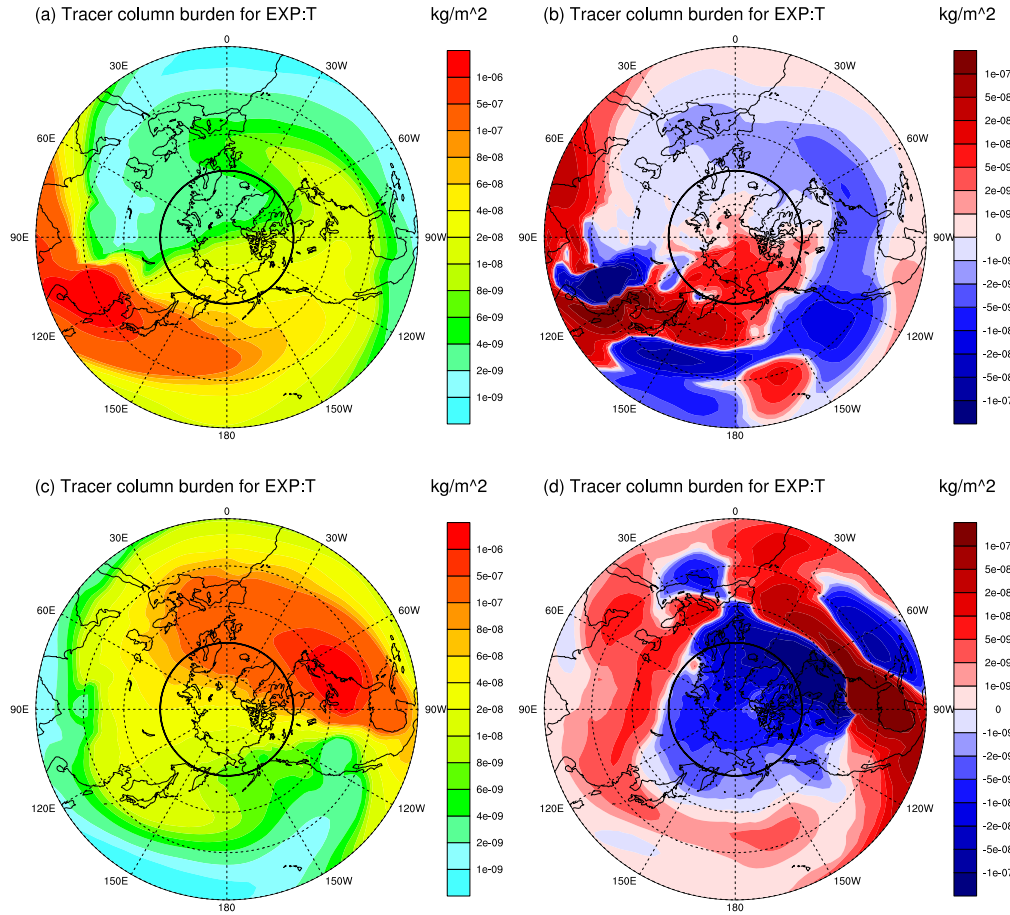 (a) Tracer column burden for EXP:T kg/m^2
0
30E 30W
60E 60W
90E 90W
120E 120W
150E 150W
180
1e-06
5e-07
1e-07
8e-08
6e-08
4e-08
2e-08
1e-08
8e-09
6e-09
4e-09
2e-09
1e-09
(b) Tracer column burden for EXP:T kg/m^2
0
30E 30W
60E 60W
90E 90W
120E 120W
150E 150W
180
1e-07
5e-08
2e-08
1e-08
5e-09
2e-09
1e-09
0
-1e-09
-2e-09
-5e-09
-1e-08
-2e-08
-5e-08
-1e-07
(c) Tracer column burden for EXP:T kg/m^2
0
30E 30W
60E 60W
90E 90W
120E 120W
150E 150W
180
1e-06
5e-07
1e-07
8e-08
6e-08
4e-08
2e-08
1e-08
8e-09
6e-09
4e-09
2e-09
1e-09
(d) Tracer column burden for EXP:T kg/m^2
0
30E 30W
60E 60W
90E 90W
120E 120W
150E 150W
180
1e-07
5e-08
2e-08
1e-08
5e-09
2e-09
1e-09
0
-1e-09
-2e-09
-5e-09
-1e-08
-2e-08
-5e-08
-1e-07